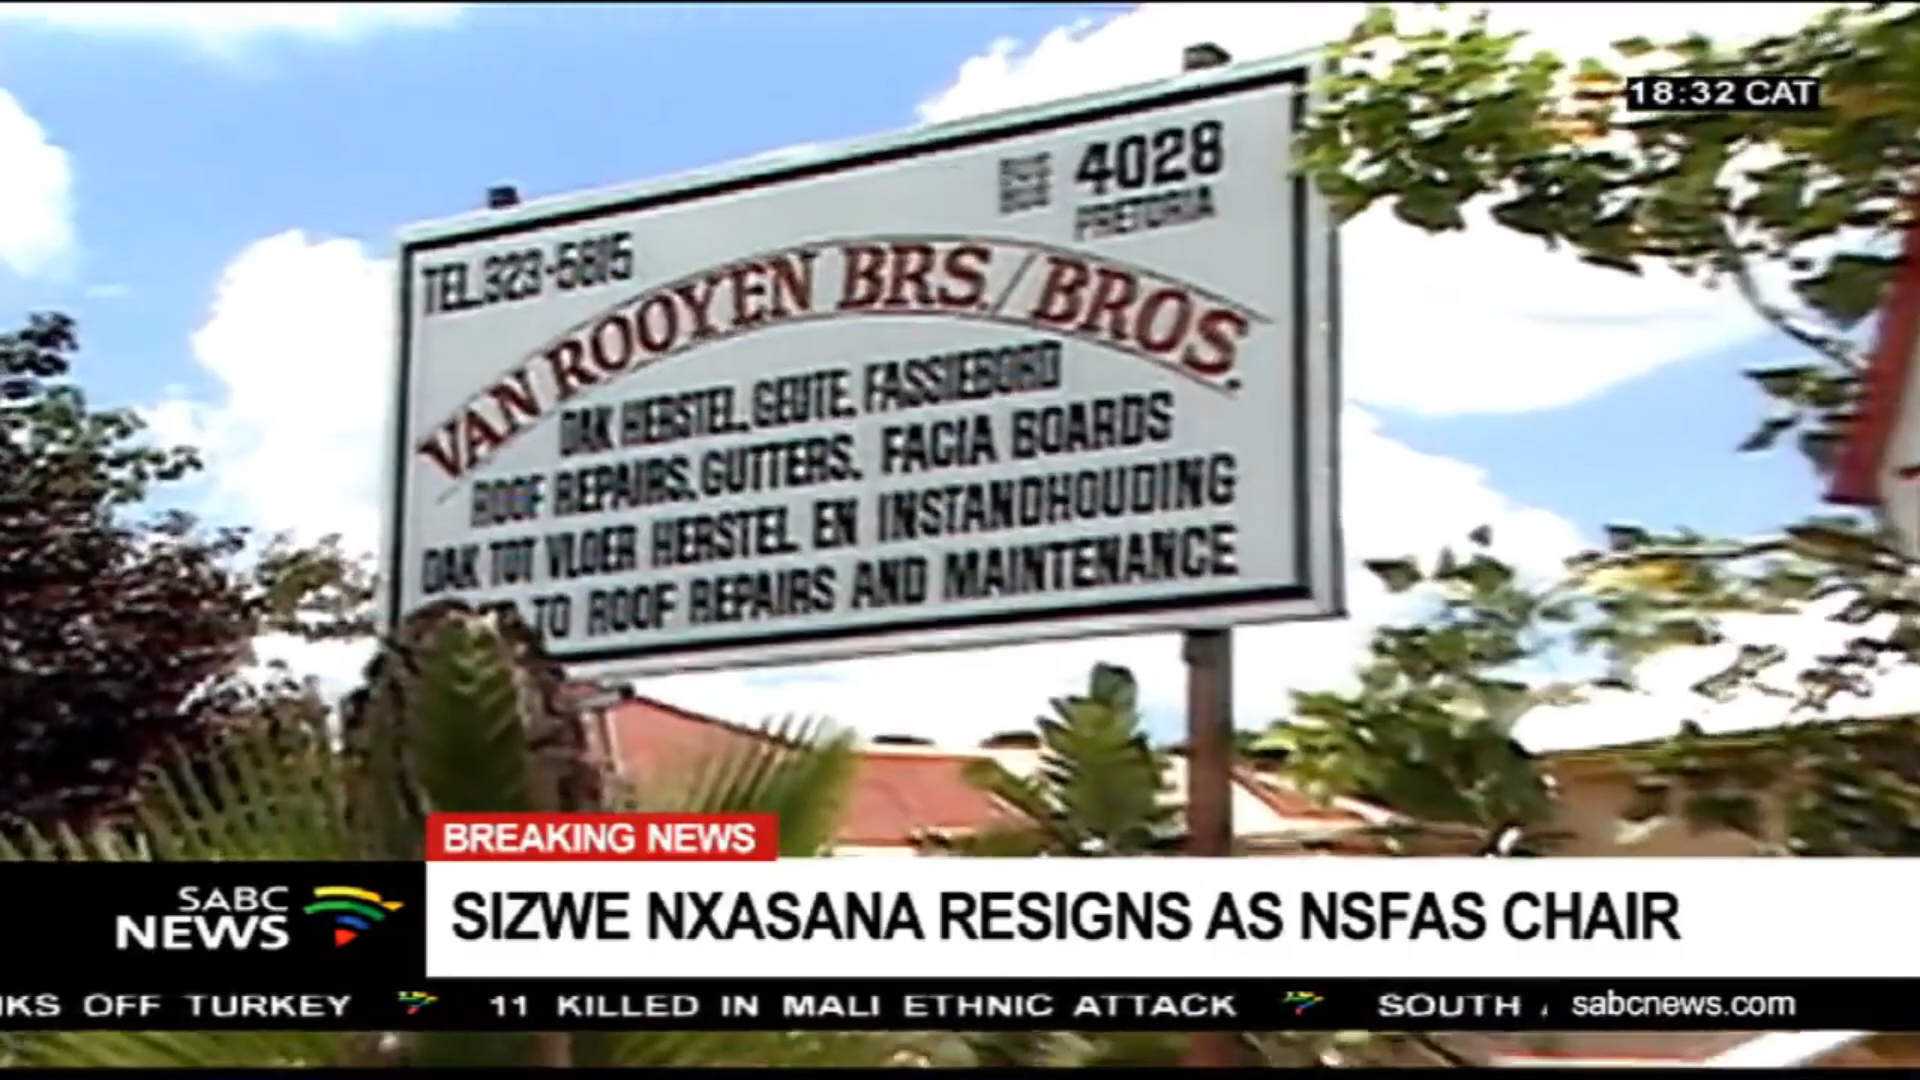 18:32 CAT
4028
PRETORIA
TEL.323-5815
VAN ROOYEN BRS./BROS.
DAK HERSTEL, GEUTE, FASSIEBORD
ROOF REPAIRS, GUTTERS, FACIA BOARDS
DAK TOT VLOER HERSTEL EN INSTANDHOUDING
TO ROOF REPAIRS AND MAINTENANCE
BREAKING NEWS
SABC
NEWS
SIZWE NXASANA RESIGNS AS NSFAS CHAIR
OFF TURKEY 11 KILLED IN MALI ETHNIC ATTACK SOUTH
sabcnews.com